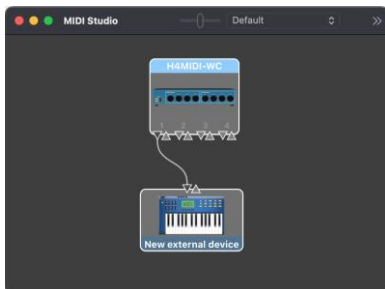 MIDI Studio
Default
H4MIDI-WC
1 2 3 4
New external device